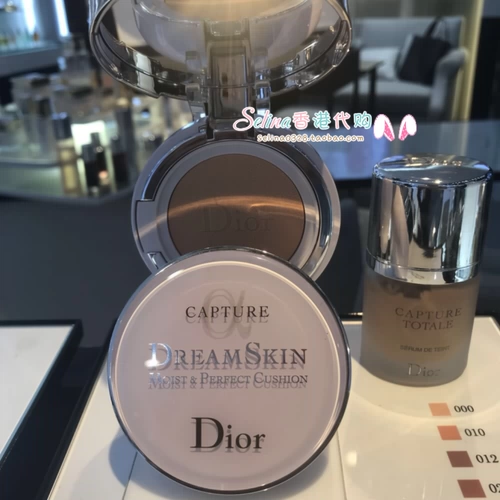 Selina香港代购
selina0328.taobao.com
Dior
CAPTURE
DREAMSKIN
MOIST & PERFECT CUSHION
Dior
CAPTURE
TOTALE
SÉRUM DE TEINT
Dior
000
010
012